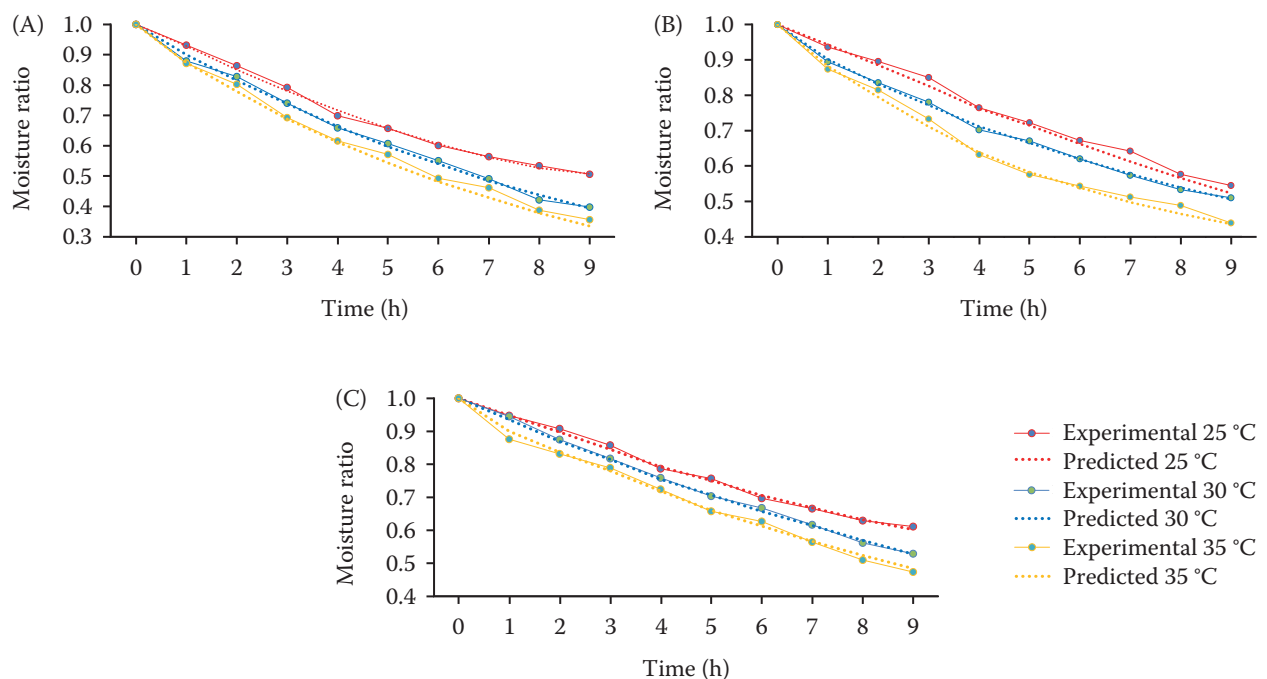 (A)
1.0
0.9
0.8
0.7
0.6
0.5
0.4
0.3
Moisture ratio
0 1 2 3 4 5 6 7 8 9
Time (h)
(B)
1.0
0.9
0.8
0.7
0.6
0.5
0.4
Moisture ratio
0 1 2 3 4 5 6 7 8 9
Time (h)
(C)
1.0
0.9
0.8
0.7
0.6
0.5
0.4
Moisture ratio
0 1 2 3 4 5 6 7 8 9
Time (h)
Experimental 25 °C
Predicted 25 °C
Experimental 30 °C
Predicted 30 °C
Experimental 35 °C
Predicted 35 °C